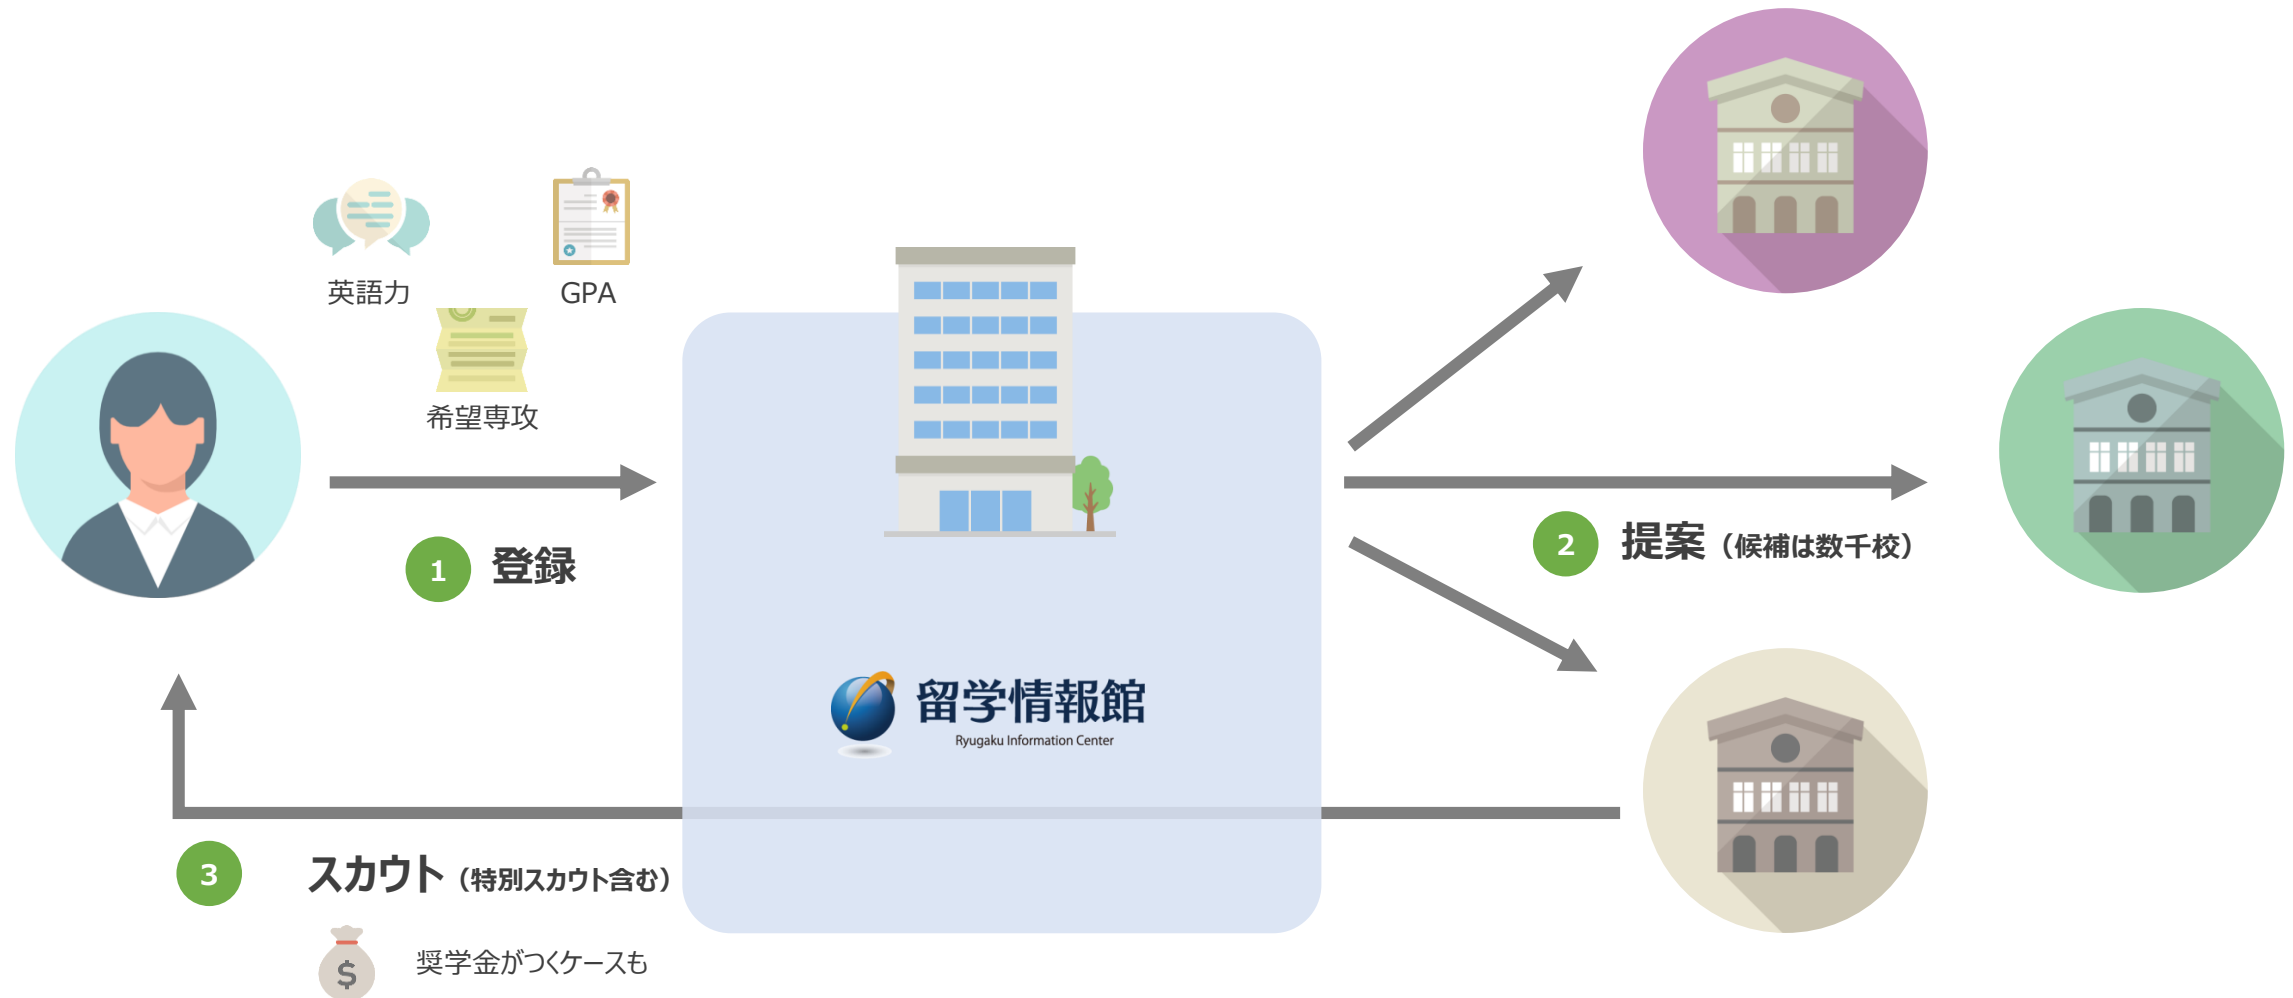 英語力
GPA
希望専攻
1 登録
2 提案（候補は数千校）
留学情報館
Ryugaku Information Center
3 スカウト（特別スカウト含む）
$
奨学金がつくケースも